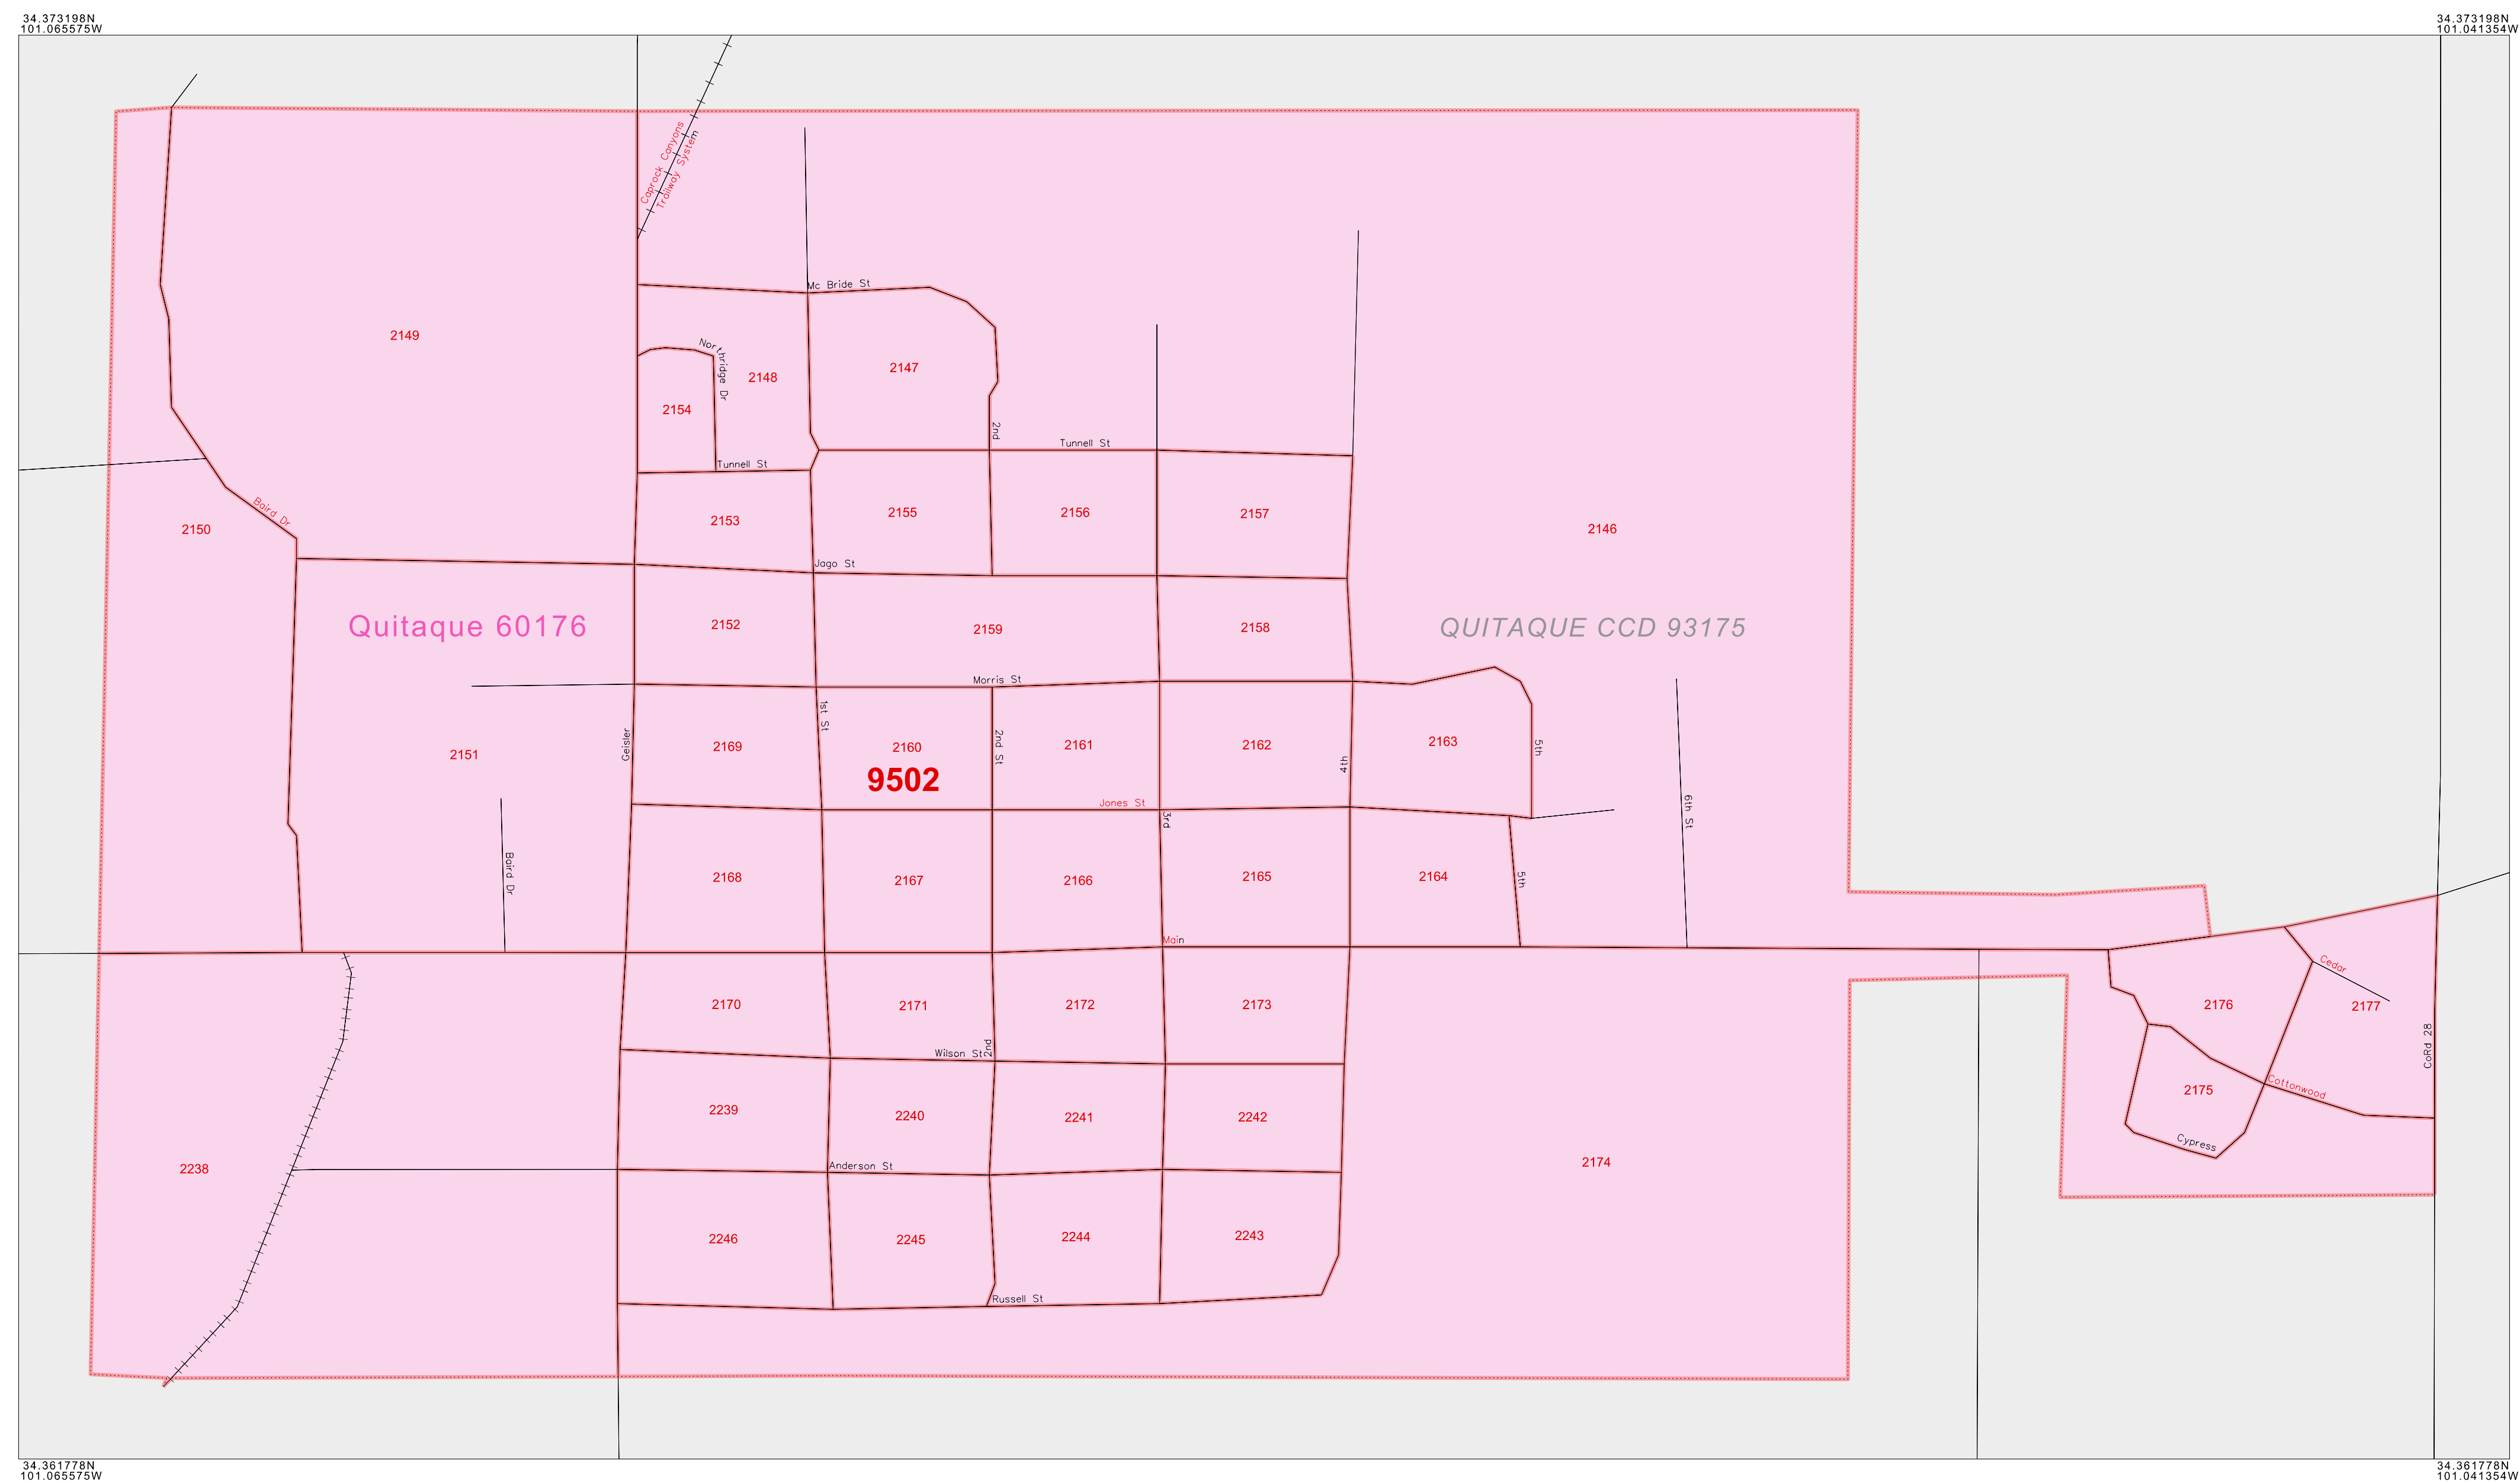 34.373198N
101.065575W
34.373198N
101.041354W
Caprock Canyons
Trailway System
Mc Bride St
2149
Northridge Dr
2148
2147
2154
2nd
Tunnell St
Tunnell St
Baird Dr
2150
2153
2155
2156
2157
2146
Jago St
Quitaque 60176
2152
2159
2158
QUITAQUE CCD 93175
Morris St
1st St
Geisler
2151
2169
2160
9502
2nd St
2161
2162
4th
2163
5th
Jones St
3rd
6th St
Baird Dr
2168
2167
2166
2165
2164
5th
Main
Cedar
2170
2171
2172
2173
2176
2177
CoRd 28
Wilson St
2nd
2175
Cottonwood
Cypress
2239
2240
2241
2242
2238
Anderson St
2174
2246
2245
2244
2243
Russell St
34.361778N
101.065575W
34.361778N
101.041354W